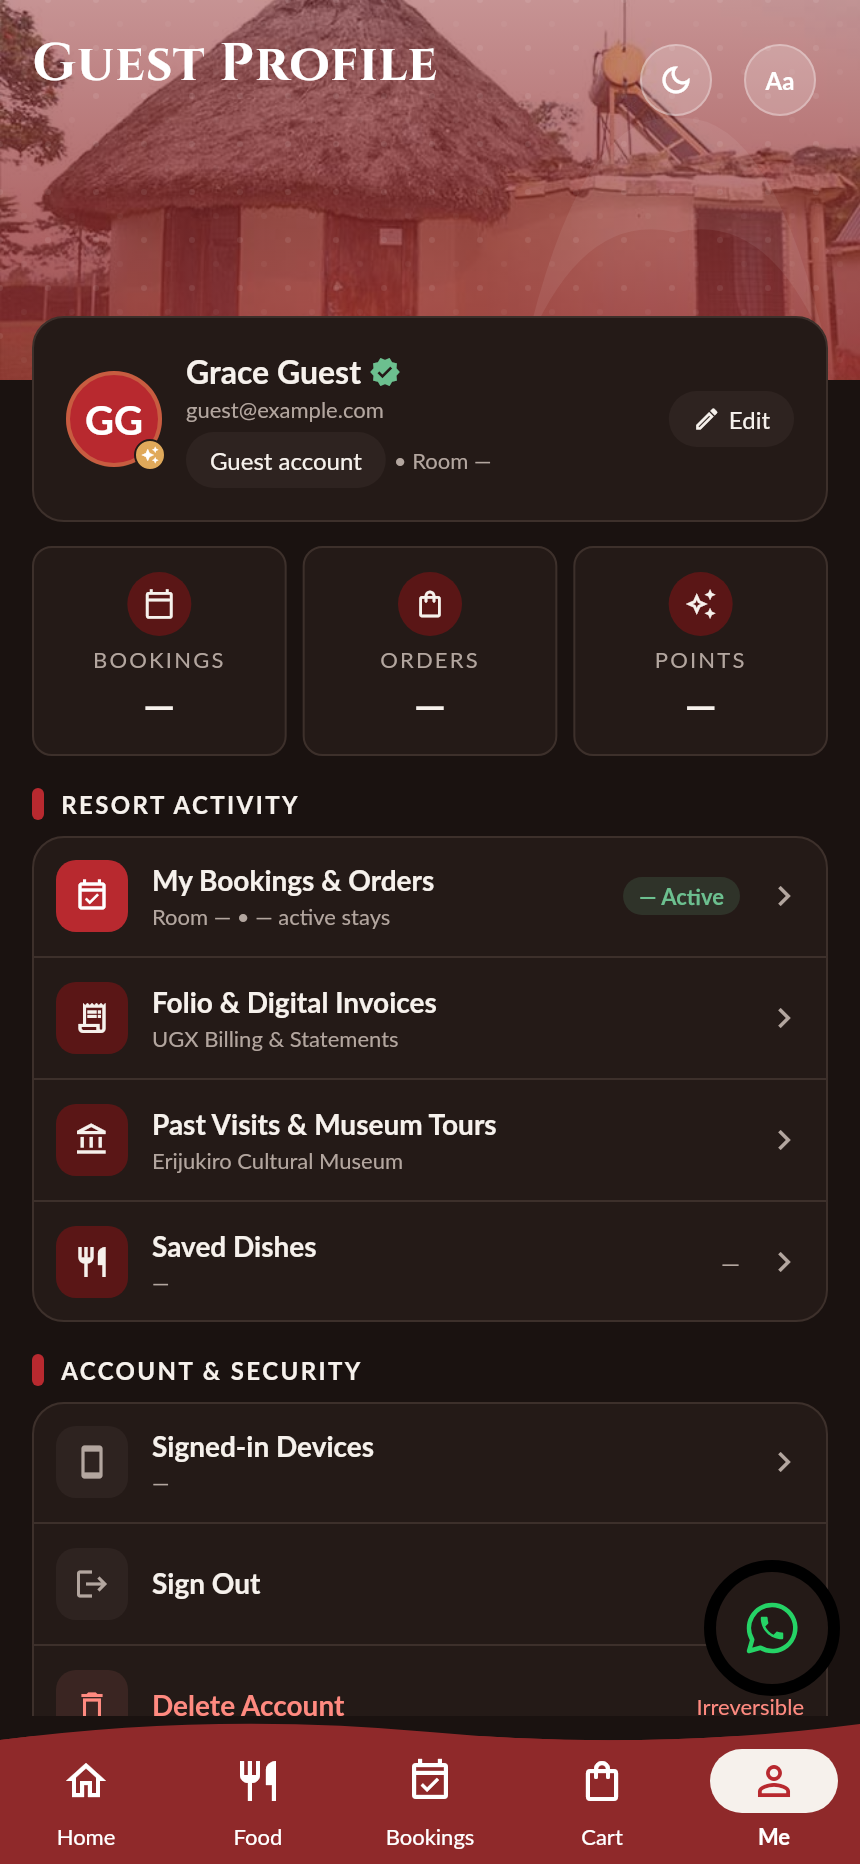 Guest Profile
Aa
GG
Grace Guest
guest@example.com
Guest account • Room —
Edit
BOOKINGS
—
ORDERS
—
POINTS
—
RESORT ACTIVITY
My Bookings & Orders
Room — • — active stays
— Active
Folio & Digital Invoices
UGX Billing & Statements
Past Visits & Museum Tours
Erijukiro Cultural Museum
Saved Dishes
—
—
ACCOUNT & SECURITY
Signed-in Devices
—
Sign Out
Delete Account
Irreversible
Home
Food
Bookings
Cart
Me